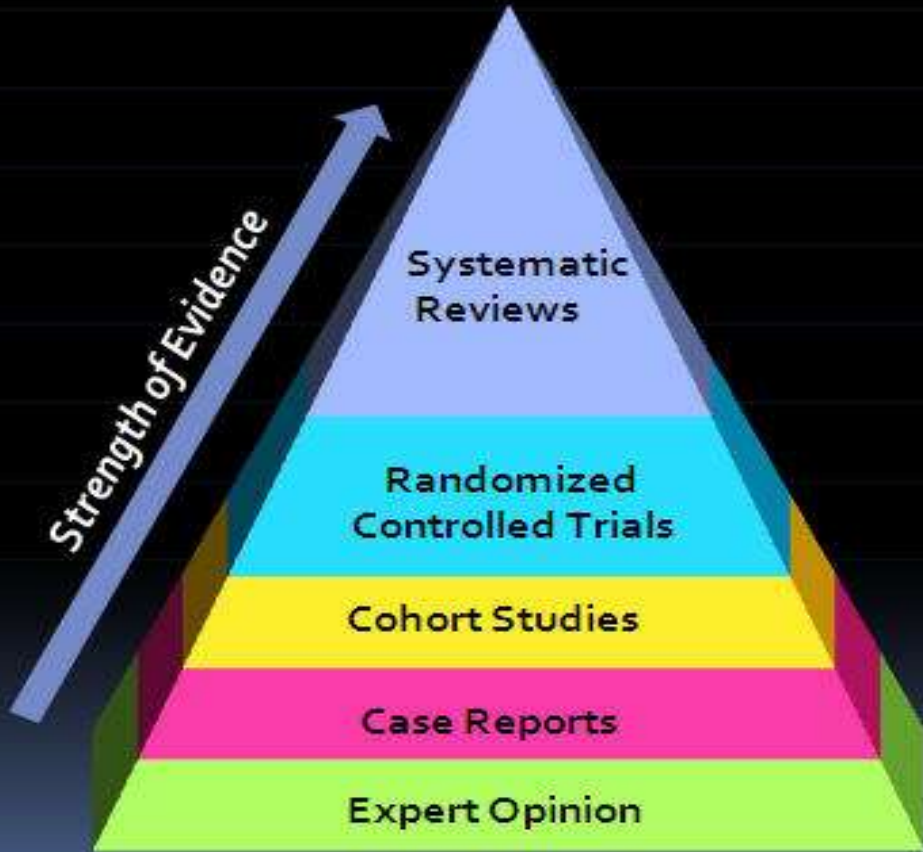 Strength of Evidence
Systematic
Reviews
Randomized
Controlled Trials
Cohort Studies
Case Reports
Expert Opinion